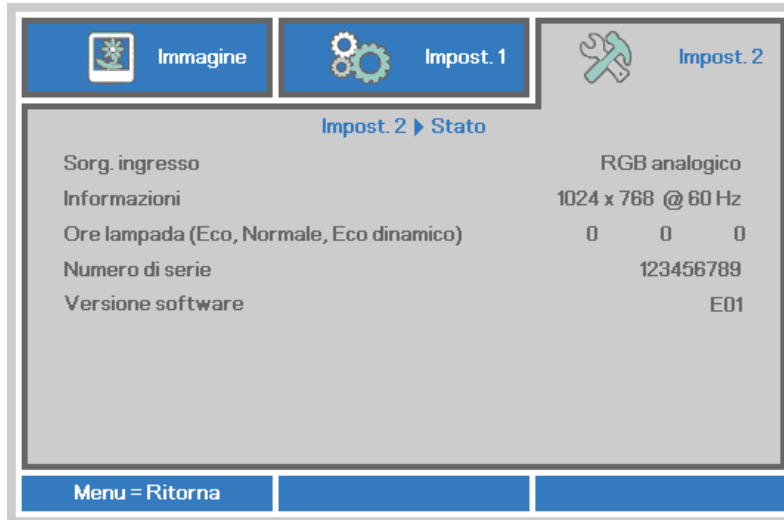 Immagine Impost. 1 Impost. 2
Impost. 2 ▶ Stato
Sorg. ingresso RGB analogico
Informazioni 1024 x 768 @ 60 Hz
Ore lampada (Eco, Normale, Eco dinamico) 0 0 0
Numero di serie 123456789
Versione software E01
Menu = Ritorna